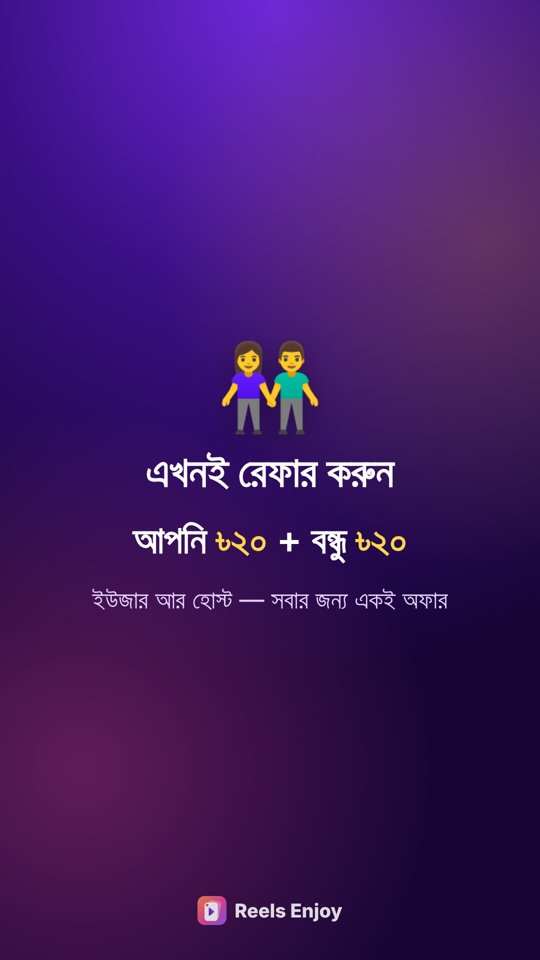 এখনই রেফার করুন
আপনি ৳২০ + বন্ধু ৳২০
ইউজার আর হোস্ট — সবার জন্য একই অফার
Reels Enjoy